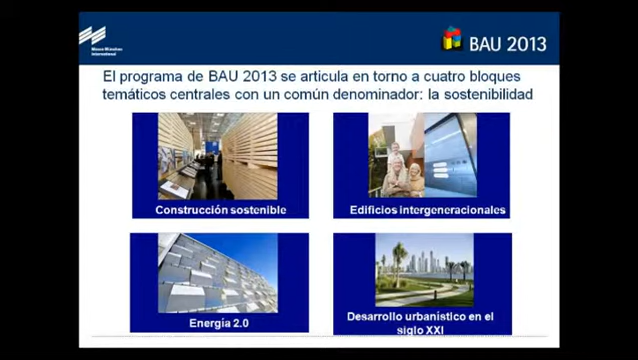 Messe München
International
BAU 2013
El programa de BAU 2013 se articula en torno a cuatro bloques
temáticos centrales con un común denominador: la sostenibilidad
Construcción sostenible
Edificios intergeneracionales
Energía 2.0
Desarrollo urbanístico en el
siglo XXI